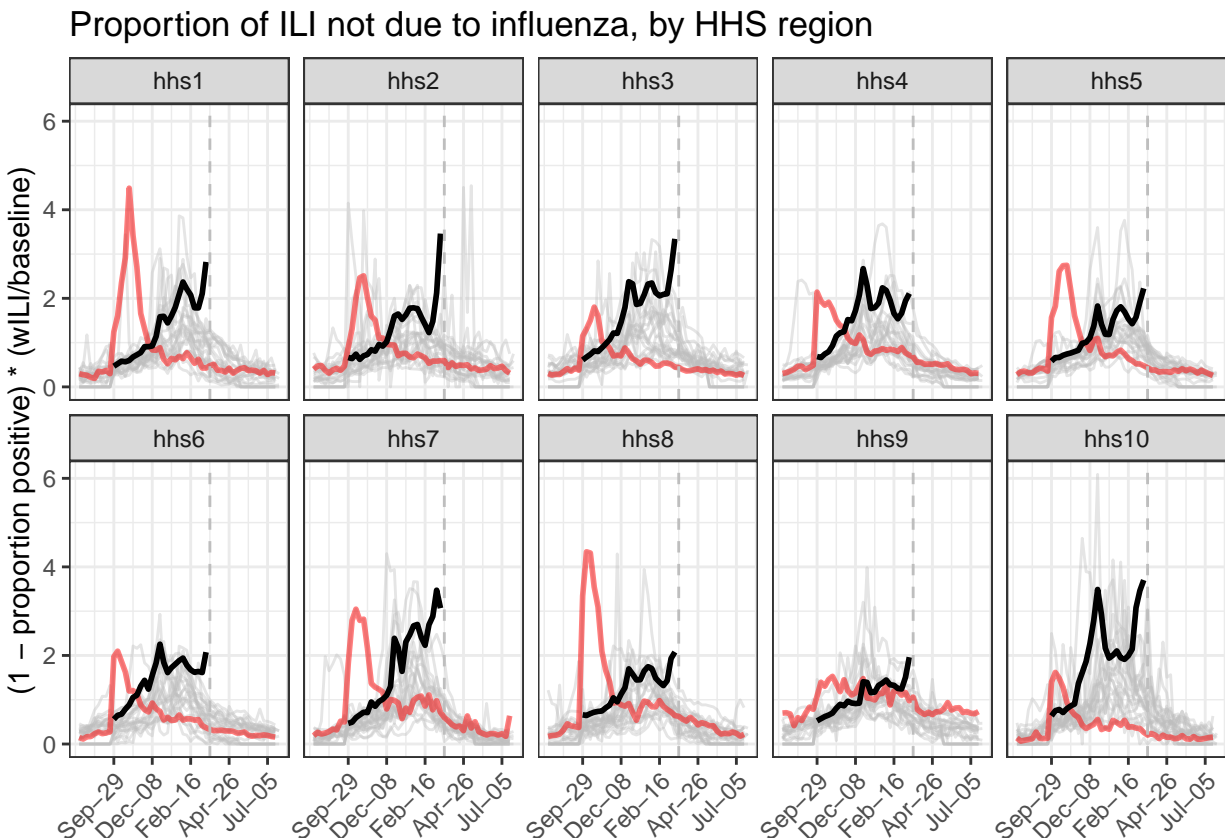 Proportion of ILI not due to influenza, by HHS region
(1 − proportion positive) * (wILI/baseline)
hhs1 hhs2 hhs3 hhs4 hhs5
6
4
2
0
hhs6 hhs7 hhs8 hhs9 hhs10
6
4
2
0
Sep−29 Dec−08 Feb−16 Apr−26 Jul−05 Sep−29 Dec−08 Feb−16 Apr−26 Jul−05 Sep−29 Dec−08 Feb−16 Apr−26 Jul−05 Sep−29 Dec−08 Feb−16 Apr−26 Jul−05 Sep−29 Dec−08 Feb−16 Apr−26 Jul−05